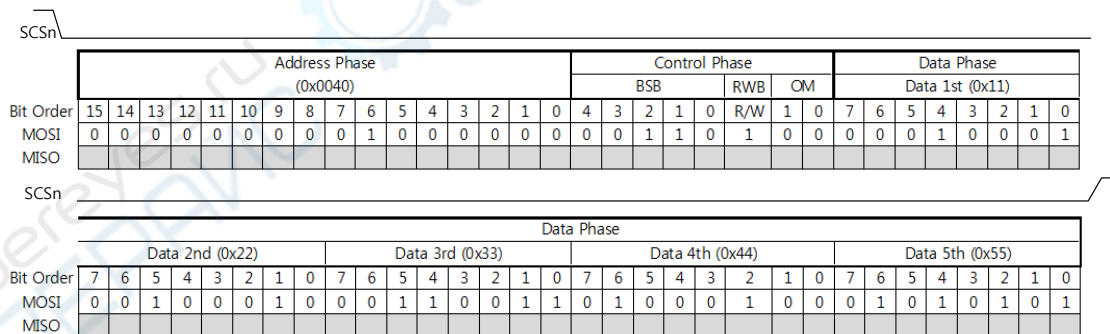 SCSn
Address Phase Control Phase Data Phase
(0x0040) BSB RWB OM Data 1st (0x11)
Bit Order 15 14 13 12 11 10 9 8 7 6 5 4 3 2 1 0 4 3 2 1 0 R/W 1 0 7 6 5 4 3 2 1 0
MOSI 0 0 0 0 0 0 0 0 0 1 0 0 0 0 0 0 0 0 1 1 0 1 0 0 0 0 0 1 0 0 0 1
MISO
SCSn
Data Phase
Data 2nd (0x22) Data 3rd (0x33) Data 4th (0x44) Data 5th (0x55)
Bit Order 7 6 5 4 3 2 1 0 7 6 5 4 3 2 1 0 7 6 5 4 3 2 1 0 7 6 5 4 3 2 1 0
MOSI 0 0 1 0 0 0 1 0 0 0 1 1 0 0 1 1 0 1 0 0 0 1 0 0 0 1 0 1 0 1 0 1
MISO